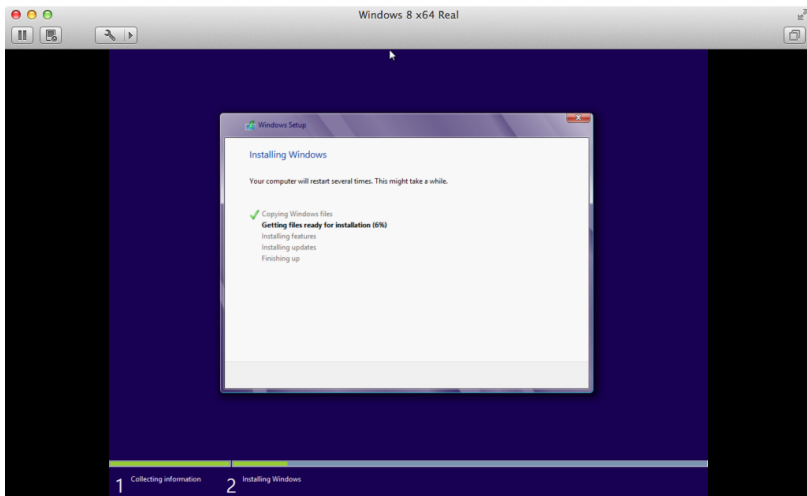 Windows 8 x64 Real
Windows Setup
Installing Windows
Your computer will restart several times. This might take a while.
Copying Windows files
Getting files ready for installation (6%)
Installing features
Installing updates
Finishing up
1 Collecting information 2 Installing Windows